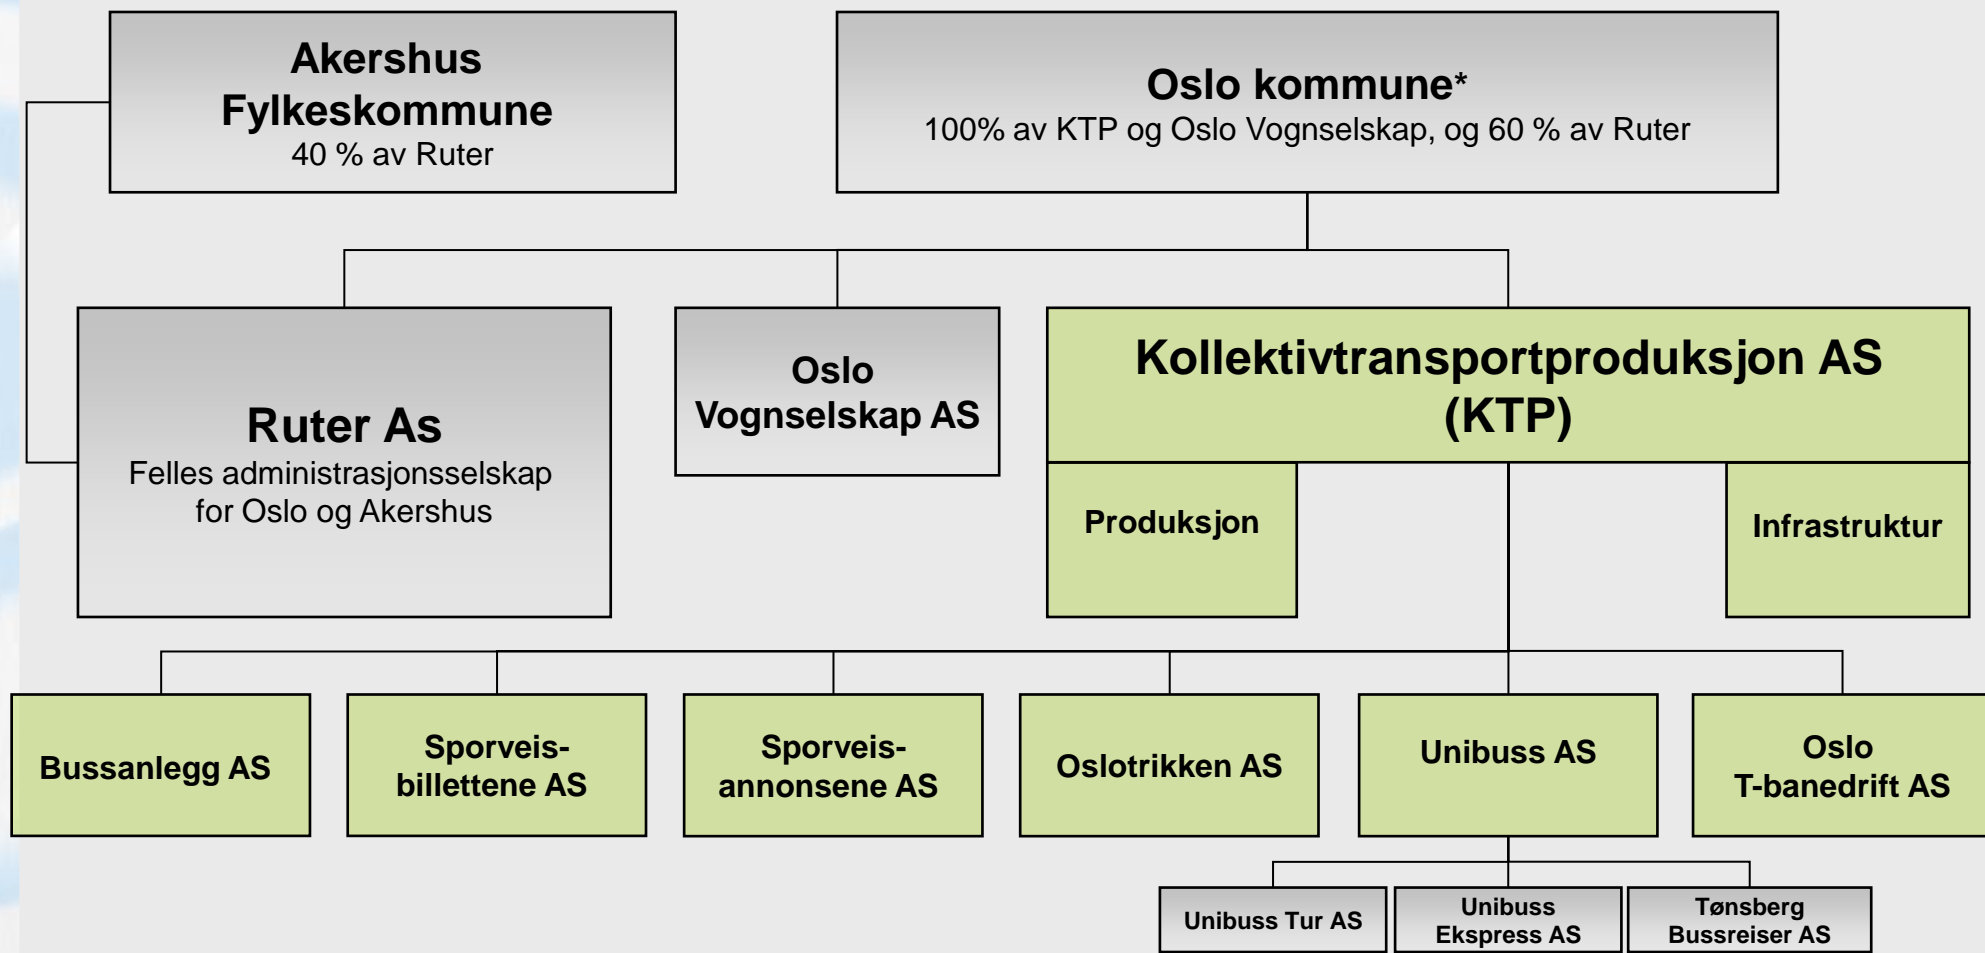 Akershus
Fylkeskommune
40 % av Ruter
Oslo kommune*
100% av KTP og Oslo Vognselskap, og 60 % av Ruter
Ruter As
Felles administrasjonsselskap
for Oslo og Akershus
Oslo
Vognselskap AS
Kollektivtransportproduksjon AS
(KTP)
Produksjon
Infrastruktur
Bussanlegg AS
Sporveis-
billettene AS
Sporveis-
annonsene AS
Oslotrikken AS
Unibuss AS
Oslo
T-banedrift AS
Unibuss Tur AS
Unibuss
Ekspress AS
Tønsberg
Bussreiser AS